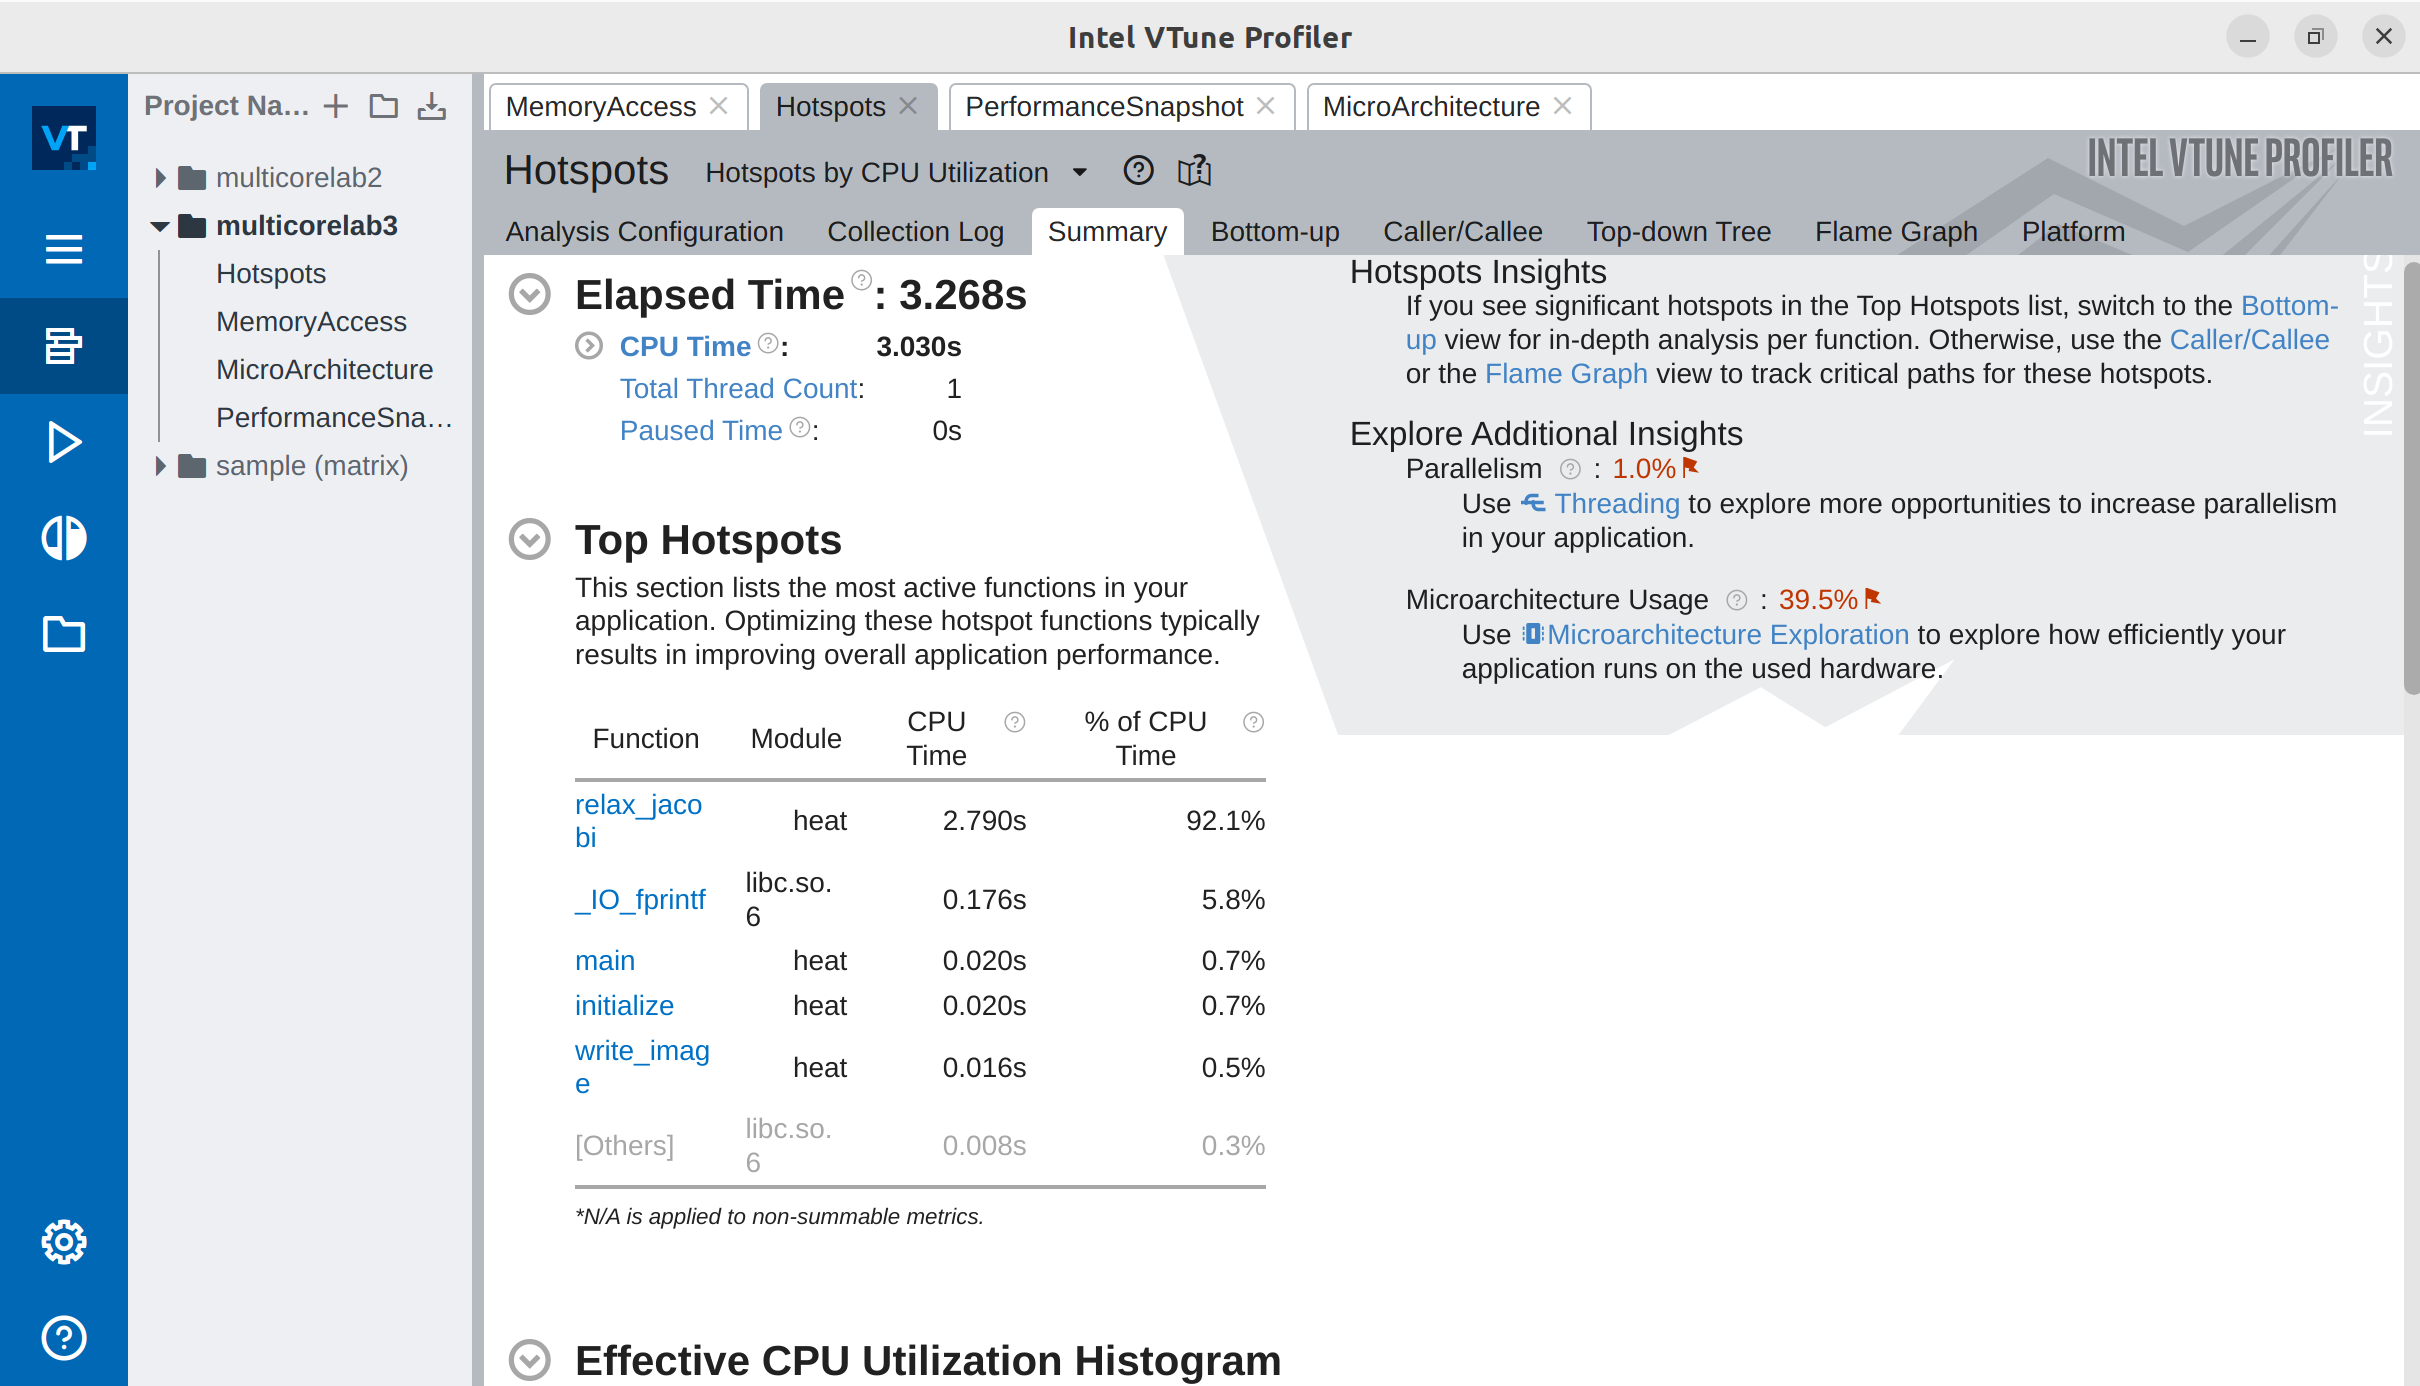 Intel VTune Profiler
VT
Project Na...
multicorelab2
multicorelab3
Hotspots
MemoryAccess
MicroArchitecture
PerformanceSna...
sample (matrix)
MemoryAccess
Hotspots
PerformanceSnapshot
MicroArchitecture
Hotspots
Hotspots by CPU Utilization
INTEL VTUNE PROFILER
Analysis Configuration
Collection Log
Summary
Bottom-up
Caller/Callee
Top-down Tree
Flame Graph
Platform
Elapsed Time : 3.268s
CPU Time : 3.030s
Total Thread Count: 1
Paused Time : 0s
Top Hotspots
This section lists the most active functions in your
application. Optimizing these hotspot functions typically
results in improving overall application performance.
Function Module CPU Time % of CPU Time
relax_jacobi heat 2.790s 92.1%
_IO_fprintf libc.so.6 0.176s 5.8%
main heat 0.020s 0.7%
initialize heat 0.020s 0.7%
write_image heat 0.016s 0.5%
[Others] libc.so.6 0.008s 0.3%
*N/A is applied to non-summable metrics.
Effective CPU Utilization Histogram
Hotspots Insights
If you see significant hotspots in the Top Hotspots list, switch to the Bottom-
up view for in-depth analysis per function. Otherwise, use the Caller/Callee
or the Flame Graph view to track critical paths for these hotspots.
Explore Additional Insights
Parallelism : 1.0%
Use Threading to explore more opportunities to increase parallelism
in your application.
Microarchitecture Usage : 39.5%
Use Microarchitecture Exploration to explore how efficiently your
application runs on the used hardware.
INSIGHTS